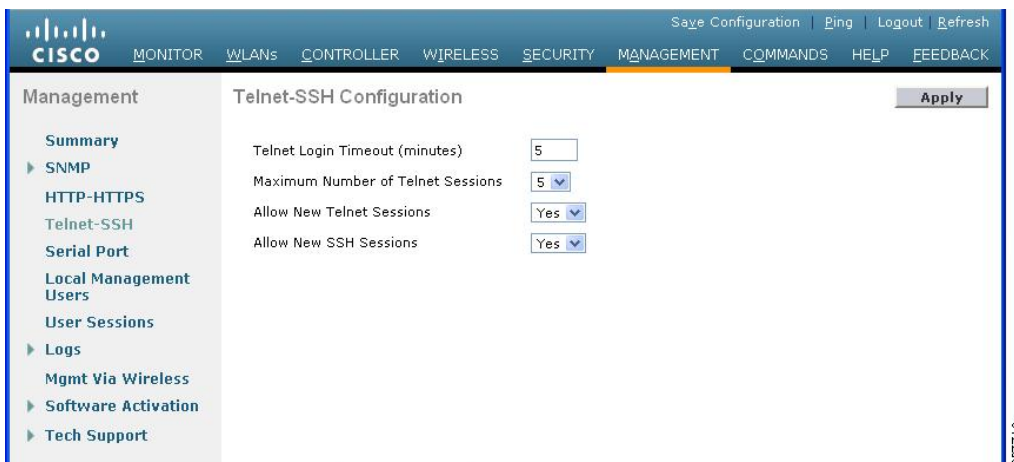 Save Configuration | Ping | Logout | Refresh
CISCO MONITOR WLANs CONTROLLER WIRELESS SECURITY MANAGEMENT COMMANDS HELP FEEDBACK
Management
Summary
SNMP
HTTP-HTTPS
Telnet-SSH
Serial Port
Local Management
Users
User Sessions
Logs
Mgmt Via Wireless
Software Activation
Tech Support
Telnet-SSH Configuration
Apply
Telnet Login Timeout (minutes) 5
Maximum Number of Telnet Sessions 5
Allow New Telnet Sessions Yes
Allow New SSH Sessions Yes